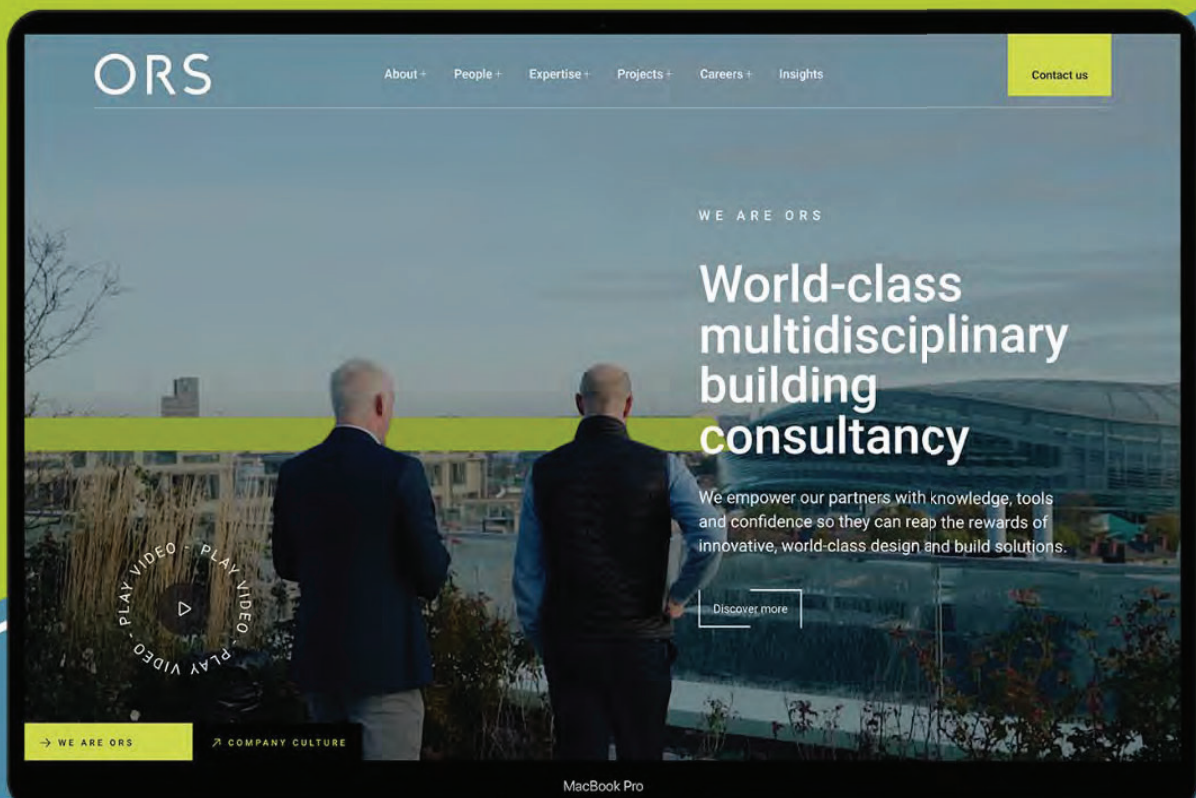 ORS
About +
People +
Expertise +
Projects +
Careers +
Insights
Contact us
WE ARE ORS
World-class
multidisciplinary
building
consultancy
We empower our partners with knowledge, tools
and confidence so they can reap the rewards of
innovative, world-class design and build solutions.
Discover more
PLAY VIDEO - PLAY VIDEO - PLAY VIDEO -
→ WE ARE ORS
↗ COMPANY CULTURE
MacBook Pro